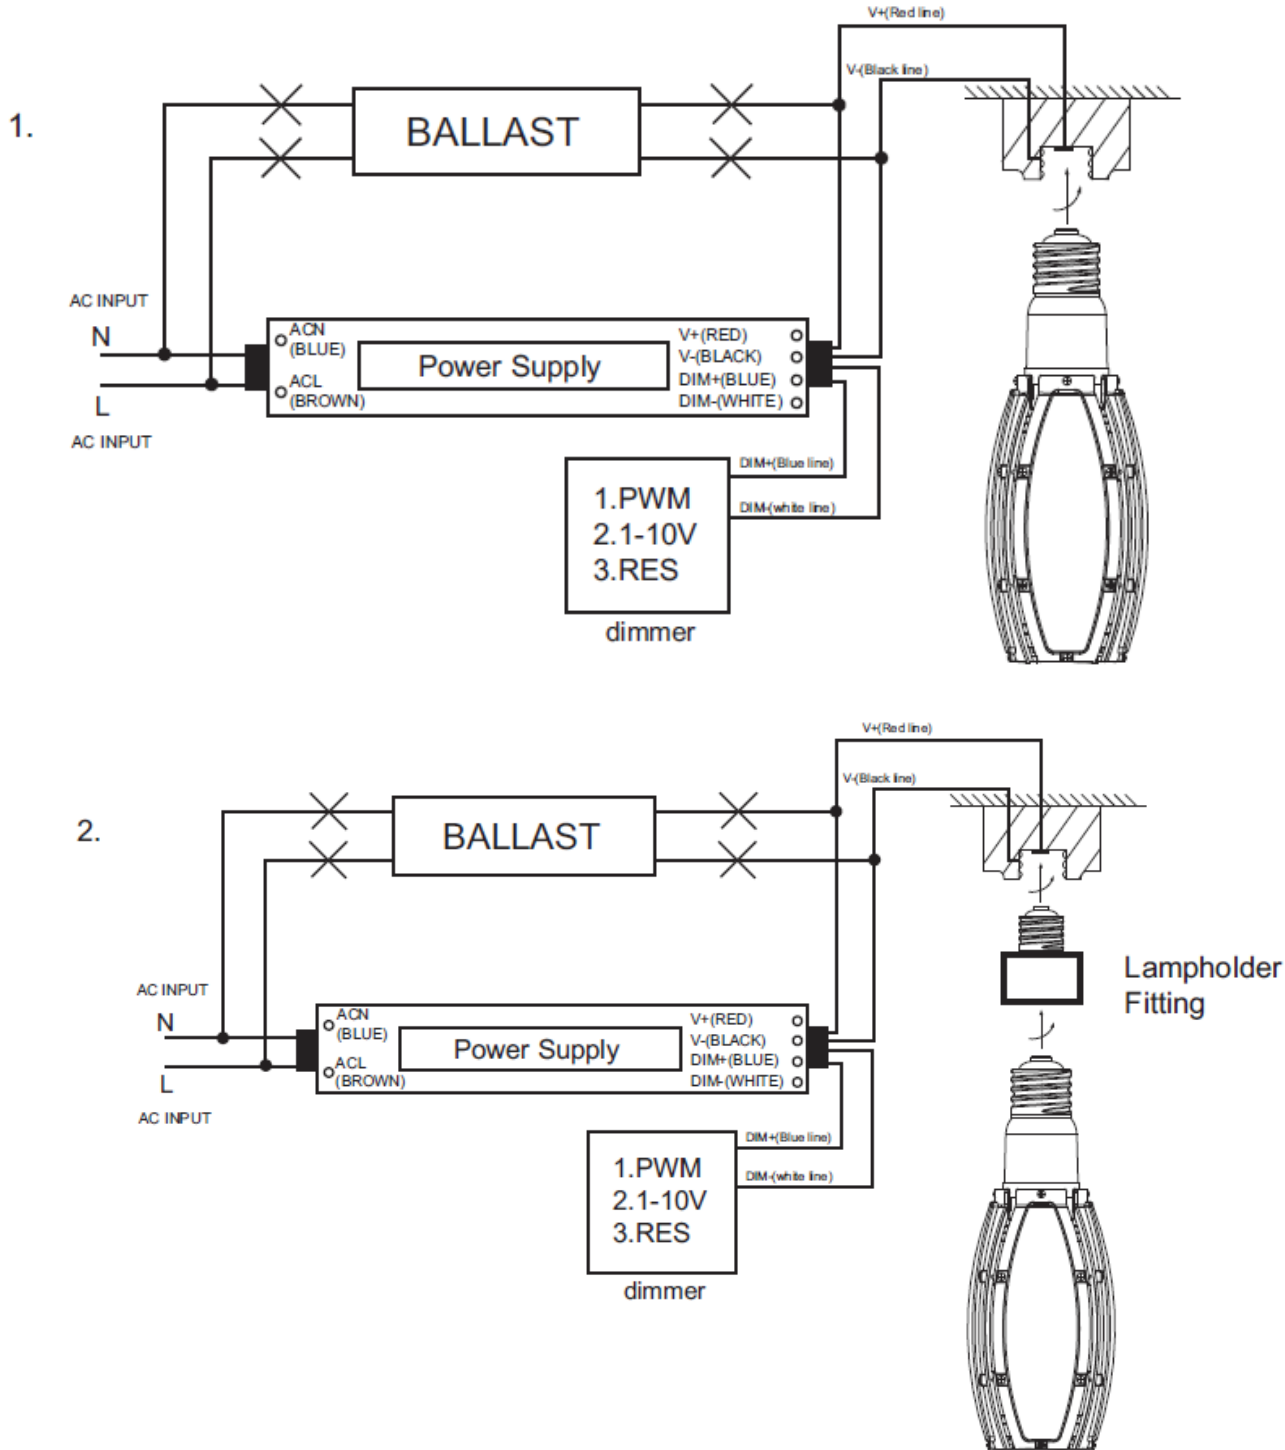 V+(Red line)
V-(Black line)
1.
BALLAST
AC INPUT
N
L
AC INPUT
ACN
(BLUE)
ACL
(BROWN)
Power Supply
V+(RED)
V-(BLACK)
DIM+(BLUE)
DIM-(WHITE)
DIM+(Blue line)
DIM-(white line)
1.PWM
2.1-10V
3.RES
dimmer
V+(Red line)
V-(Black line)
2.
BALLAST
Lampholder
Fitting
AC INPUT
N
L
AC INPUT
ACN
(BLUE)
ACL
(BROWN)
Power Supply
V+(RED)
V-(BLACK)
DIM+(BLUE)
DIM-(WHITE)
DIM+(Blue line)
DIM-(white line)
1.PWM
2.1-10V
3.RES
dimmer